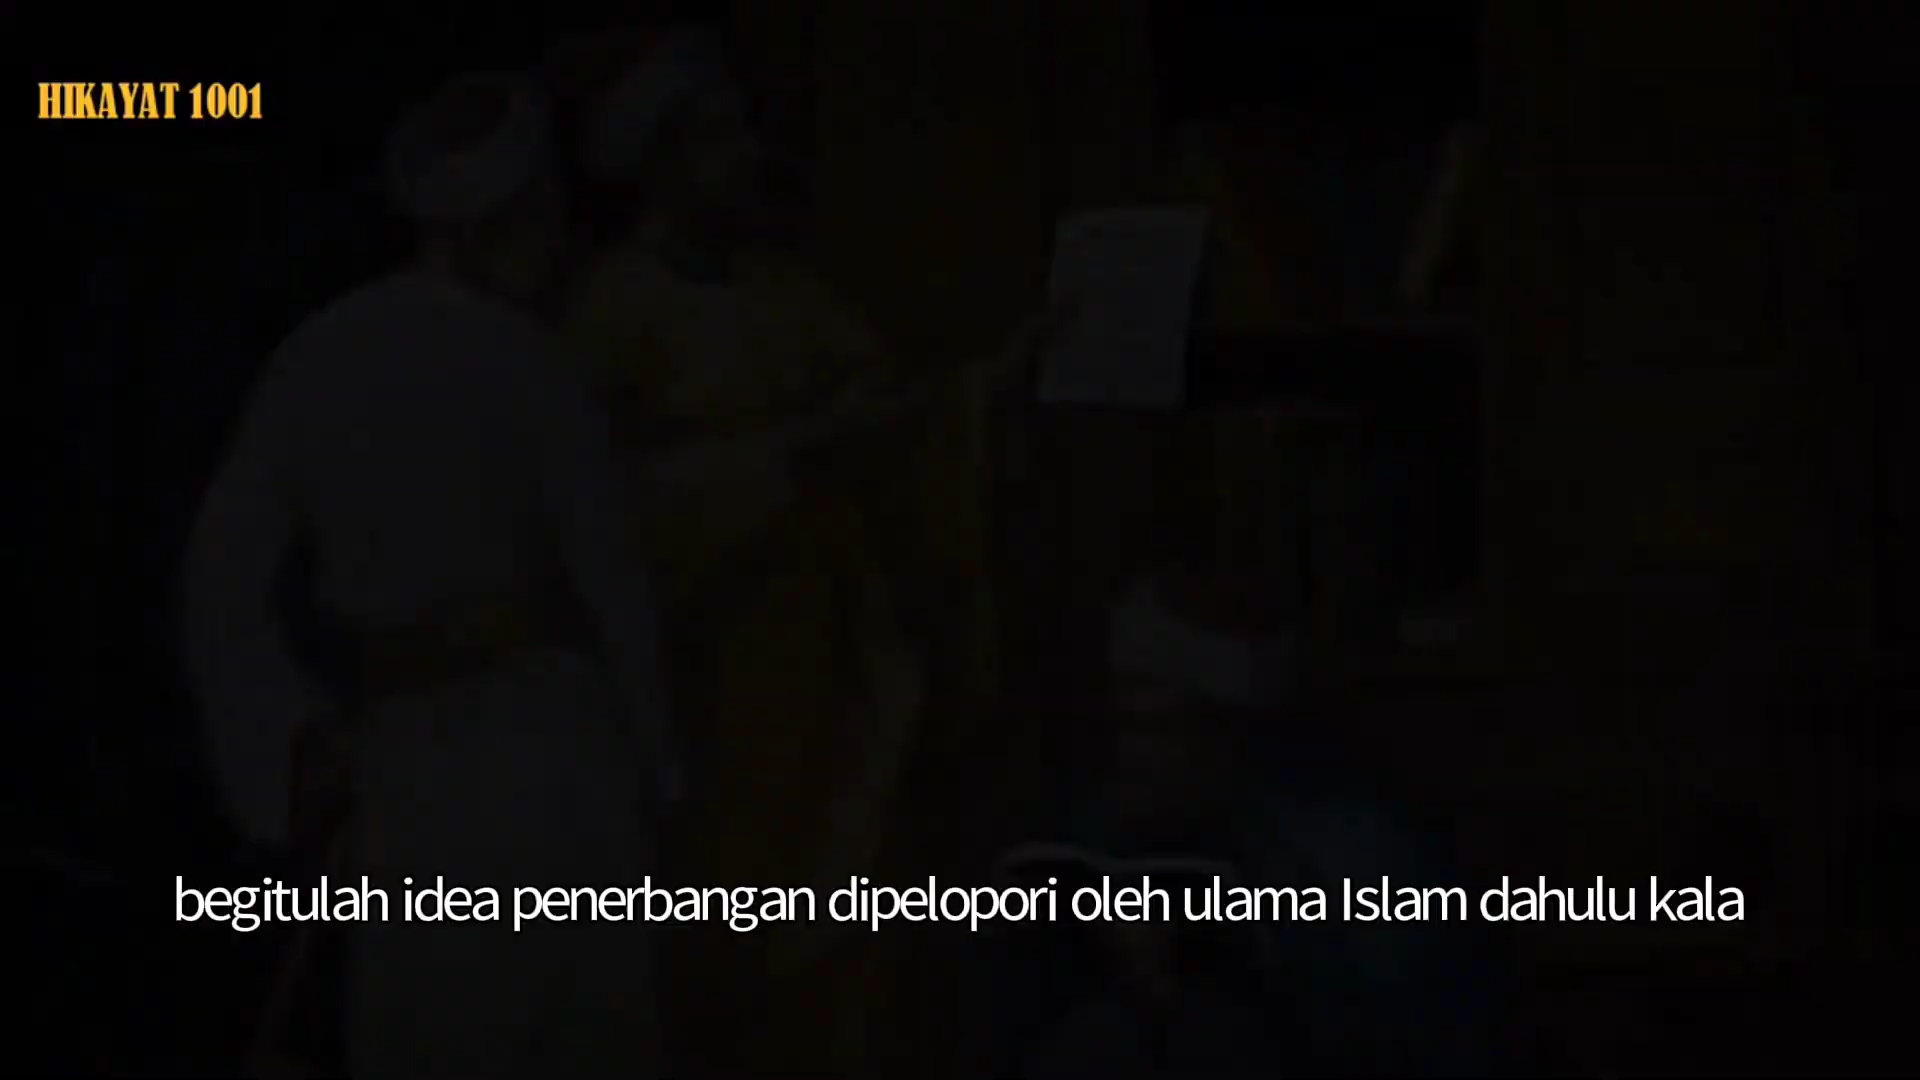 HIKAYAT 1001
begitulah idea penerbangan dipelopori oleh ulama Islam dahulu kala